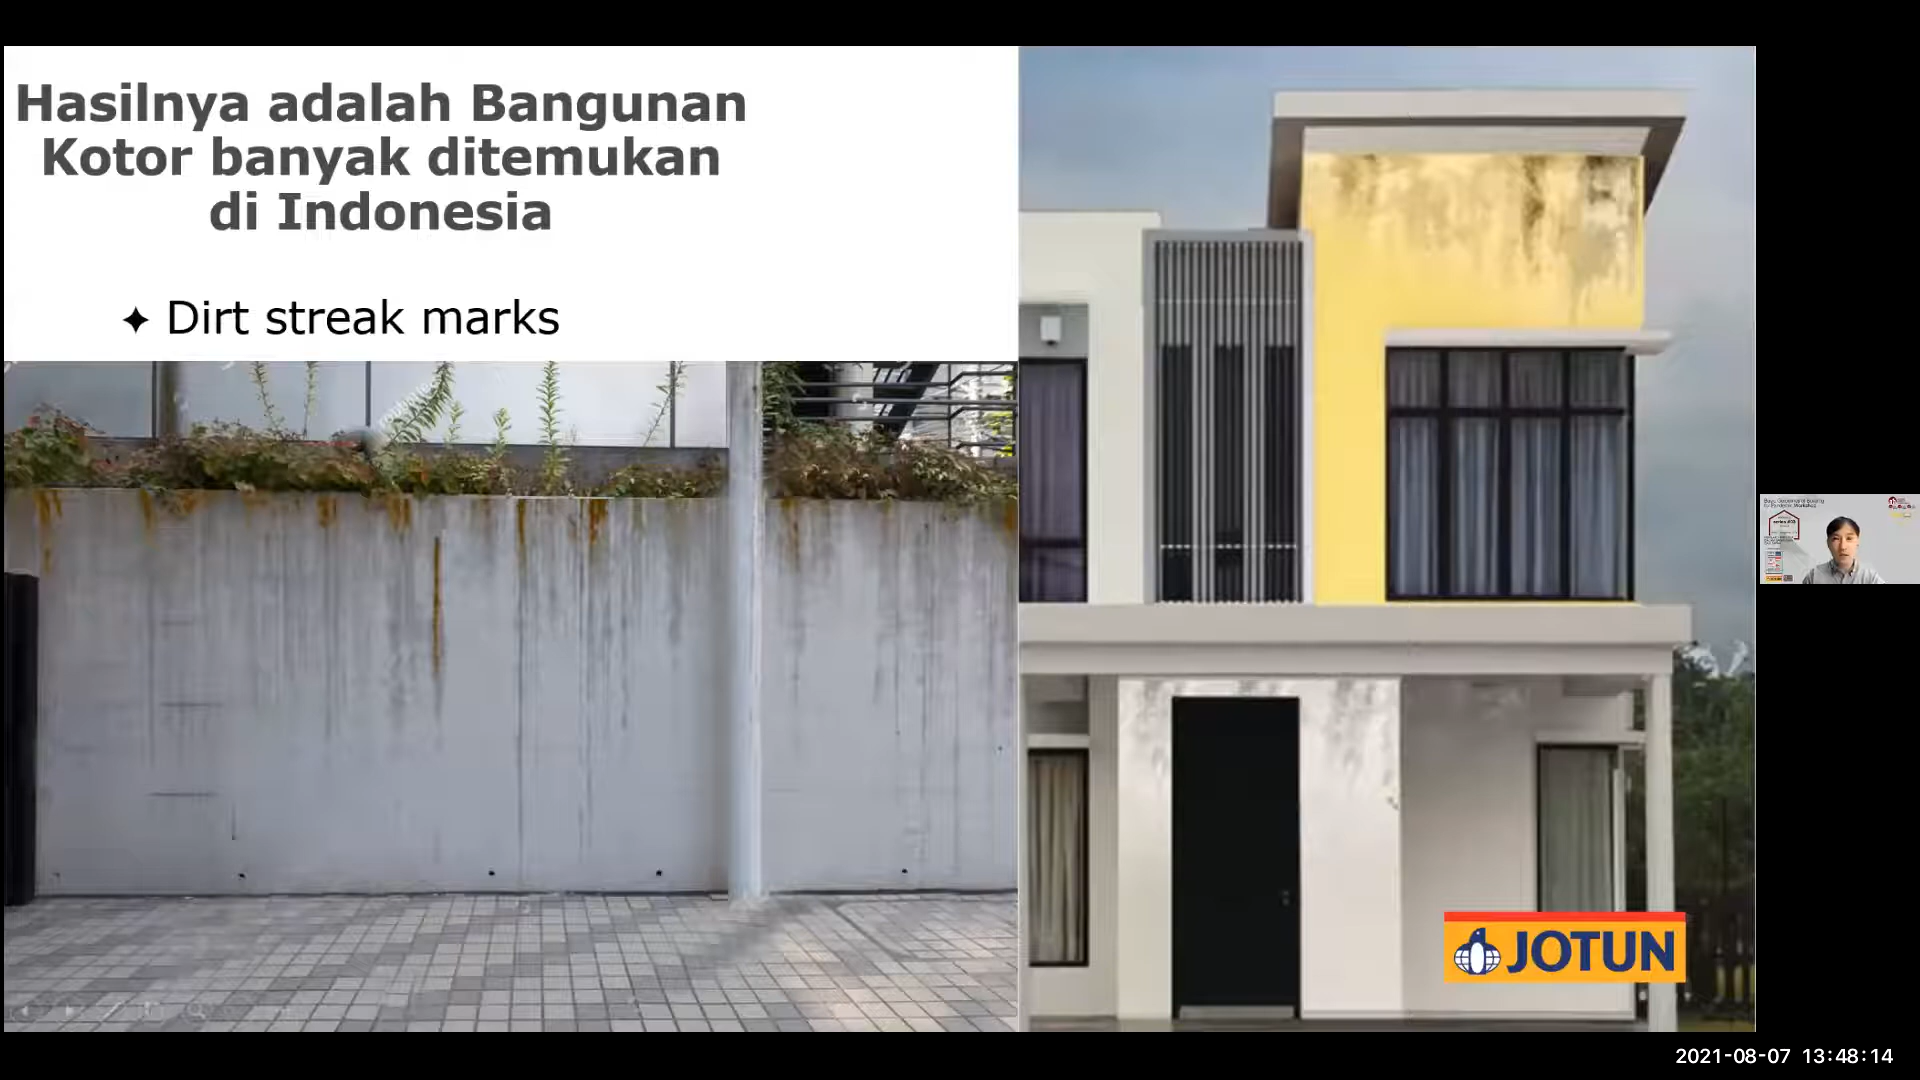 Hasilnya adalah Bangunan
Kotor banyak ditemukan
di Indonesia
✦ Dirt streak marks
JOTUN
2021-08-07 13:48:14